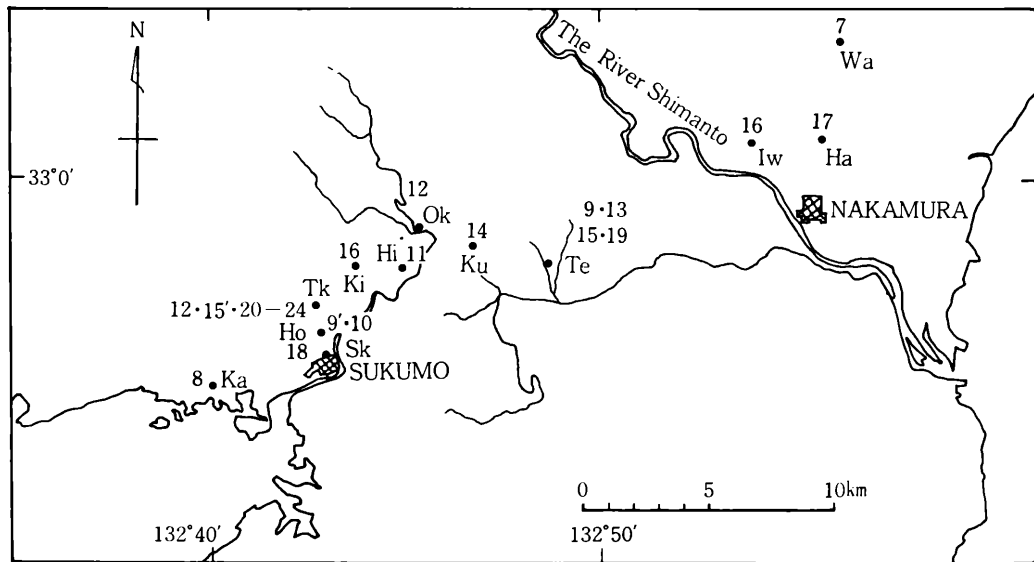 N
The River Shimanto
7
Wa
16
Iw
17
Ha
33°0′
12
Ok
NAKAMURA
9·13
15·19
Te
14
Ku
Hi
11
16
Ki
Tk
12·15′·20−24
9′·10
Ho
18
Sk
SUKUMO
8
Ka
0
5
10km
132°40′
132°50′